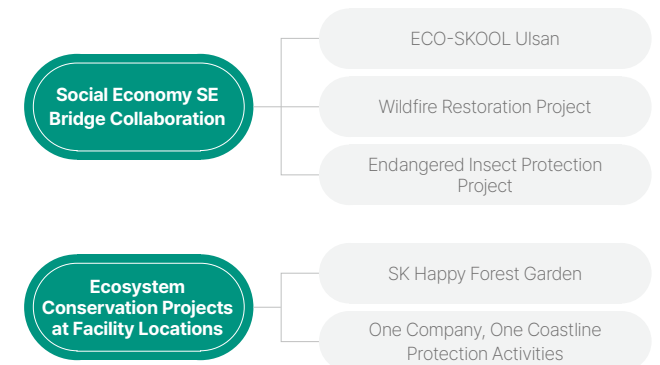 Social Economy SE
Bridge Collaboration
ECO-SKOOL Ulsan
Wildfire Restoration Project
Endangered Insect Protection
Project
Ecosystem
Conservation Projects
at Facility Locations
SK Happy Forest Garden
One Company, One Coastline
Protection Activities